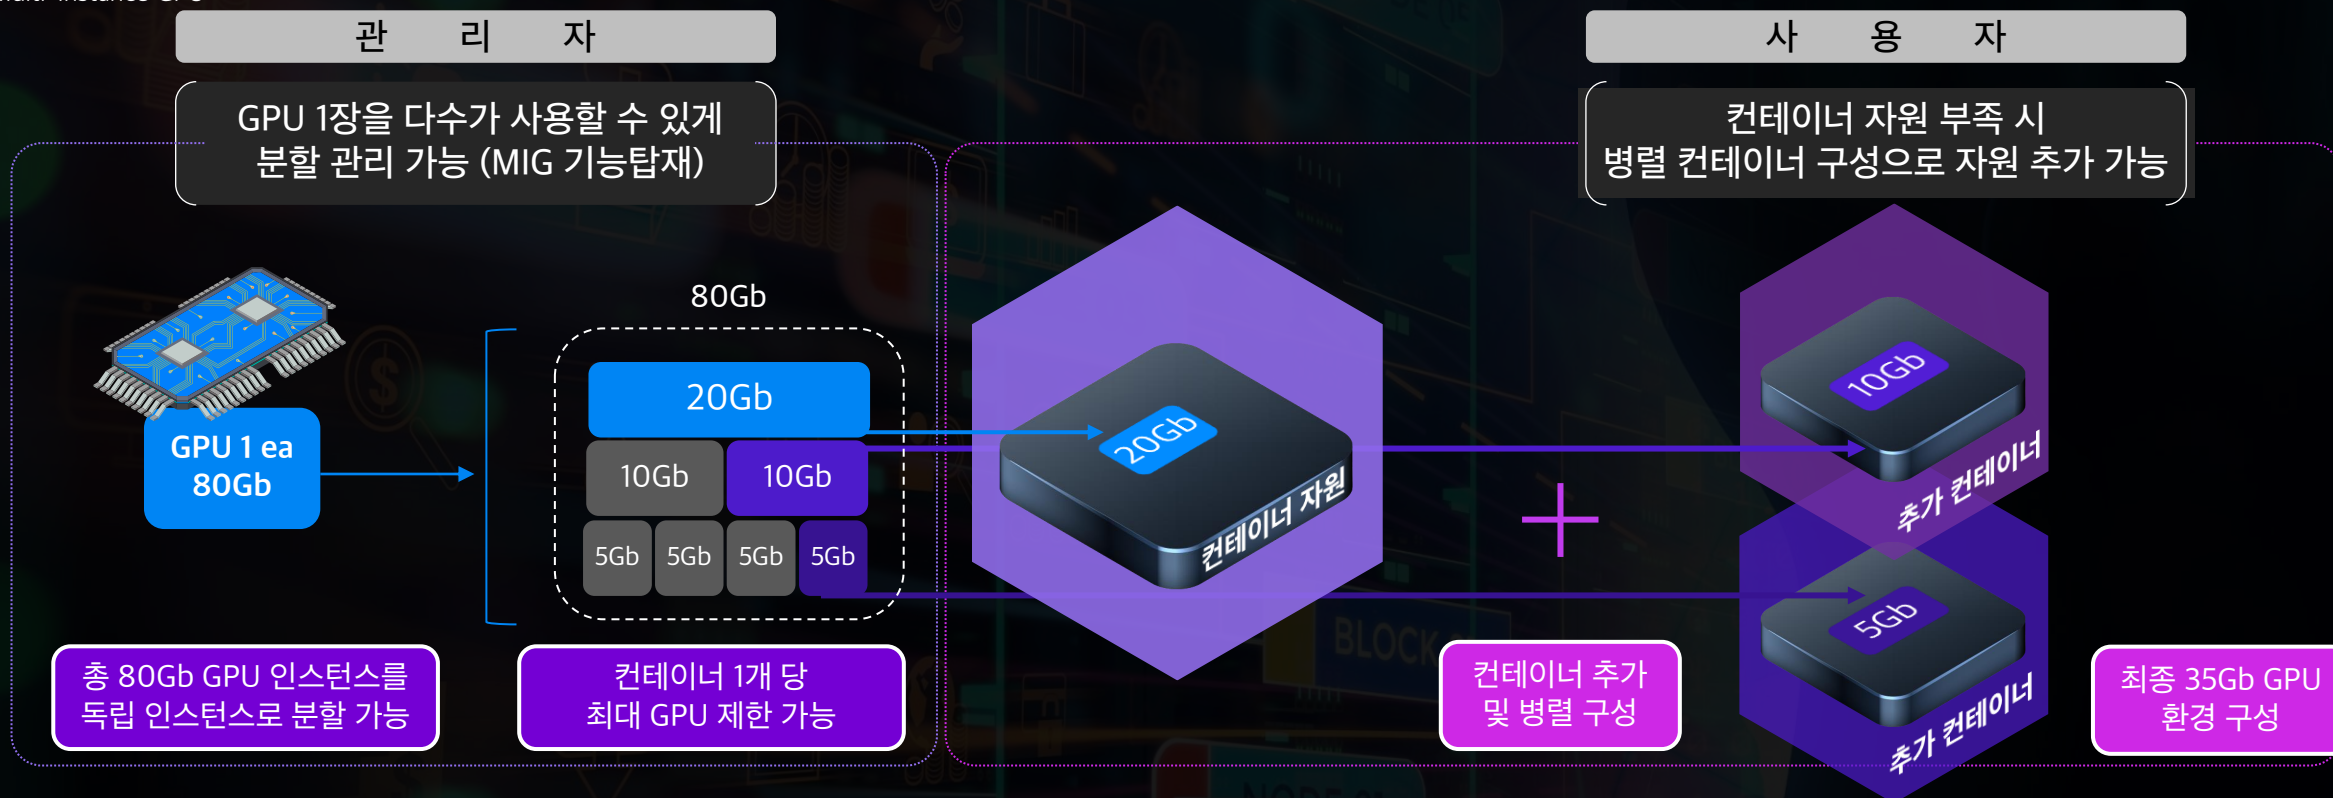 관 리 자
GPU 1장을 다수가 사용할 수 있게
분할 관리 가능 (MIG 기능탑재)
GPU 1 ea
80Gb
80Gb
20Gb
10Gb 10Gb
5Gb 5Gb 5Gb 5Gb
총 80Gb GPU 인스턴스를
독립 인스턴스로 분할 가능
컨테이너 1개 당
최대 GPU 제한 가능
사 용 자
컨테이너 자원 부족 시
병렬 컨테이너 구성으로 자원 추가 가능
20Gb
컨테이너 자원
10Gb
추가 컨테이너
5Gb
추가 컨테이너
BLOCK
컨테이너 추가
및 병렬 구성
최종 35Gb GPU
환경 구성